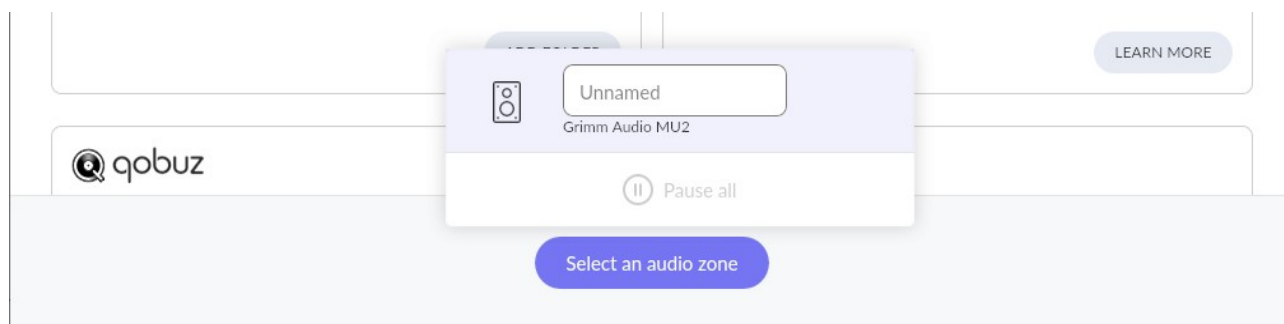 LEARN MORE
Unnamed
Grimm Audio MU2
qobuz
Pause all
Select an audio zone